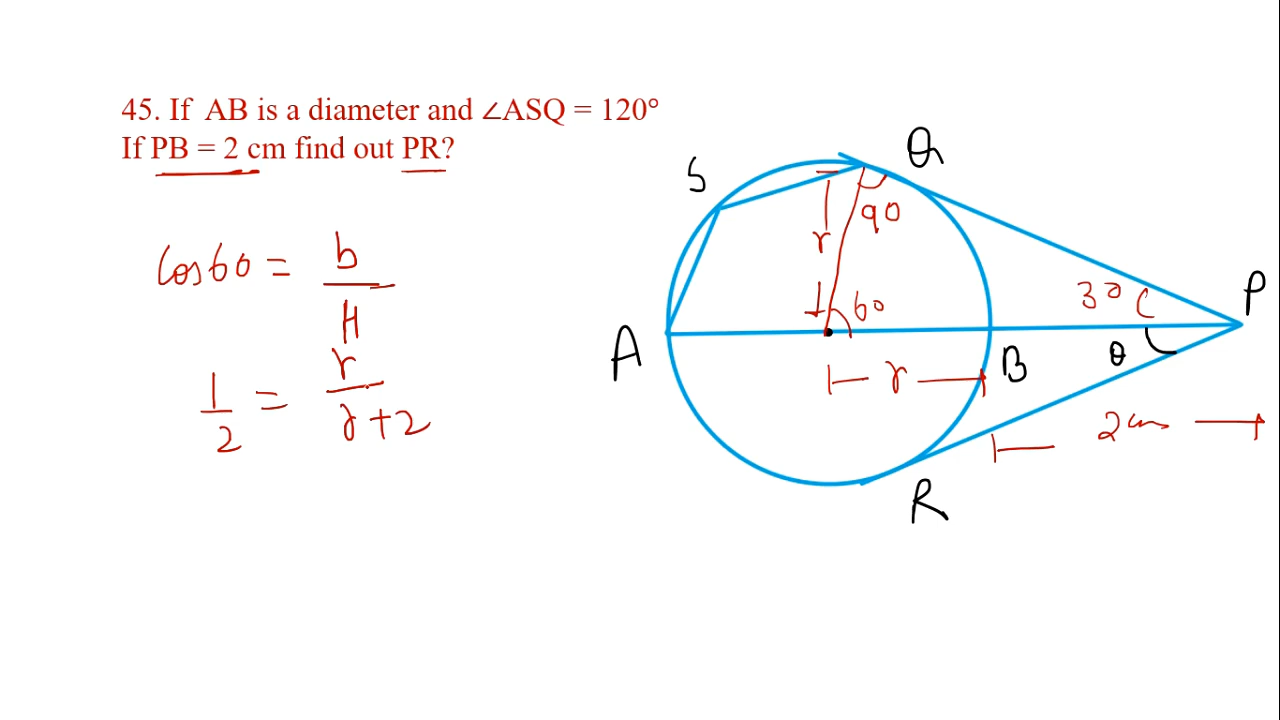 45. If AB is a diameter and ∠ASQ = 120°
If PB = 2 cm find out PR?
cos60 = b/H
1/2 = r/r+2
S
Q
90
r
60
30
P
A
B
θ
r
2cm
R